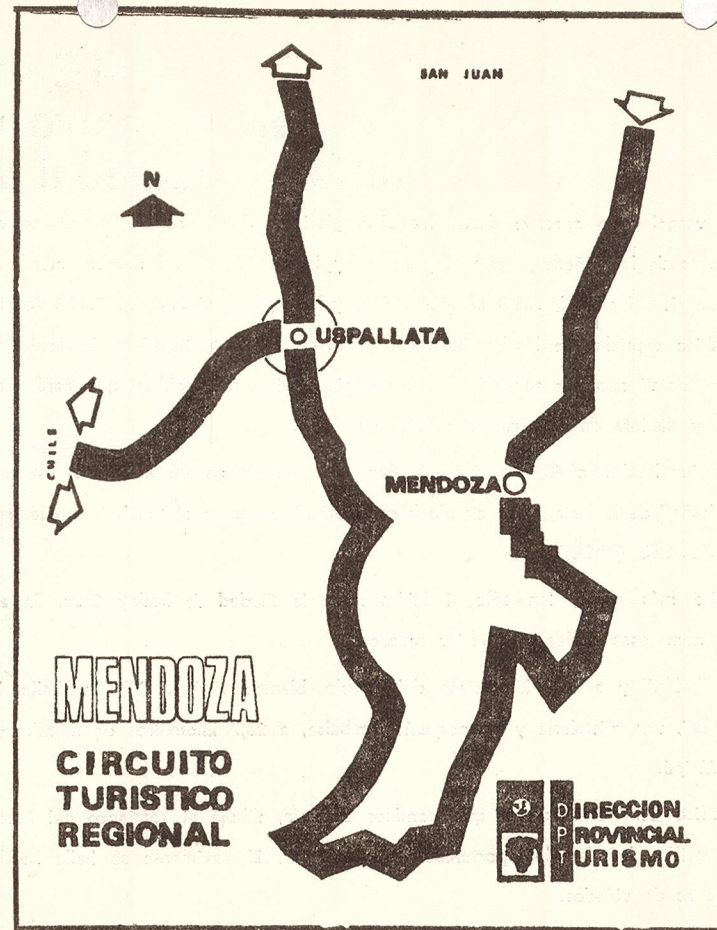 SAN JUAN
N
USPALLATA
CHILE
MENDOZA
MENDOZA
CIRCUITO
TURISTICO
REGIONAL
DIRECCION
PROVINCIAL
TURISMO